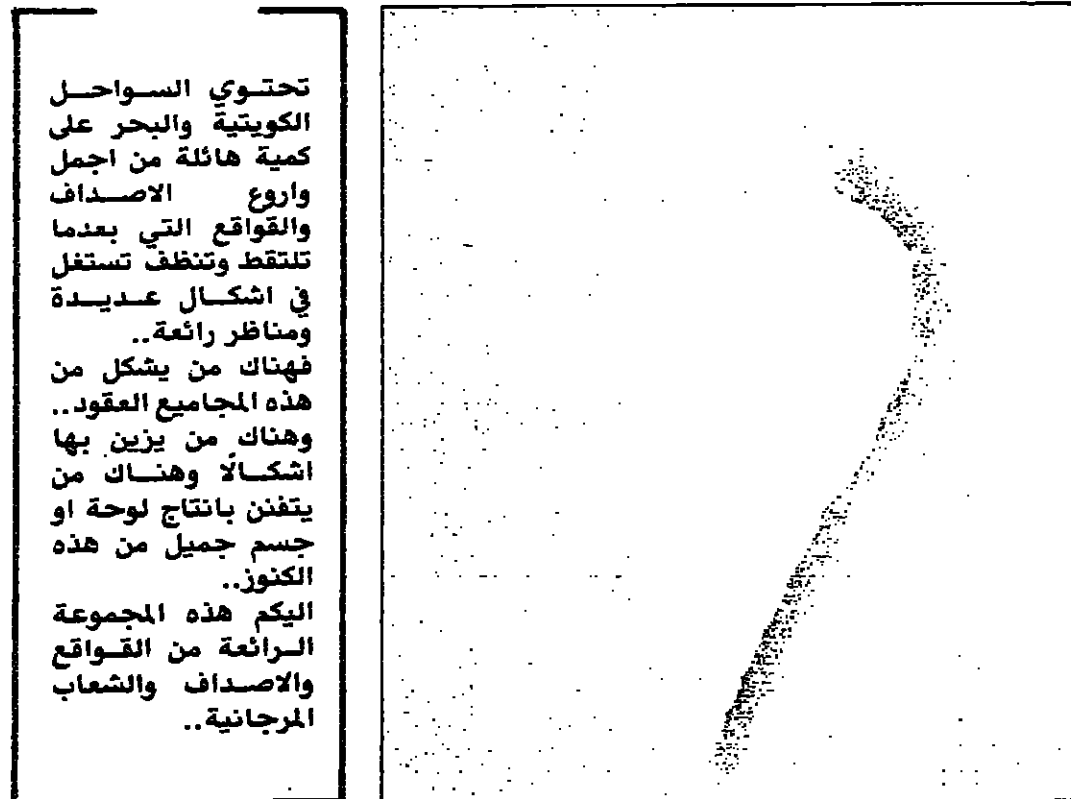 تحتوي السواحل
الكويتية والبحر على
كمية هائلة من اجمل
واروع الاصداف
والقواقع التي بعدما
تلتقط وتنظف تستغل
في اشكال عديدة
ومناظر رائعة..
فهناك من يشكل من
هذه المجاميع العقود..
وهناك من يزين بها
اشكالًا وهناك من
يتفنن بانتاج لوحة او
جسم جميل من هذه
الكنوز..
اليكم هذه المجموعة
الرائعة من القواقع
والاصداف والشعاب
المرجانية..